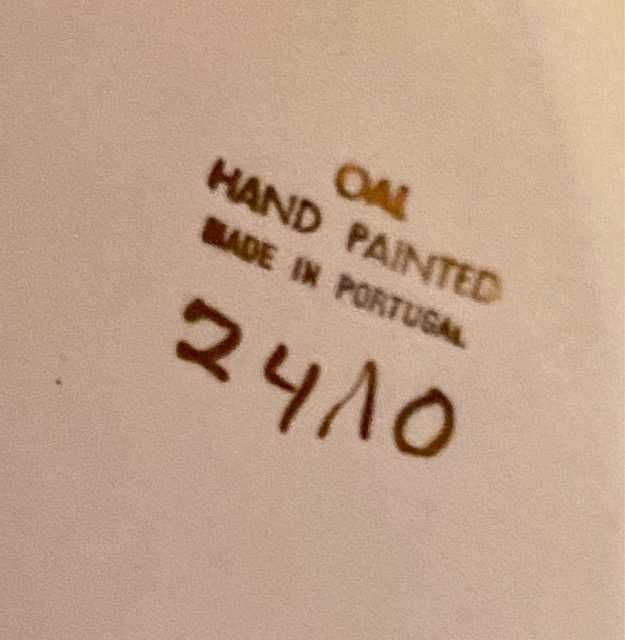 OAL
HAND PAINTED
MADE IN PORTUGAL
2410